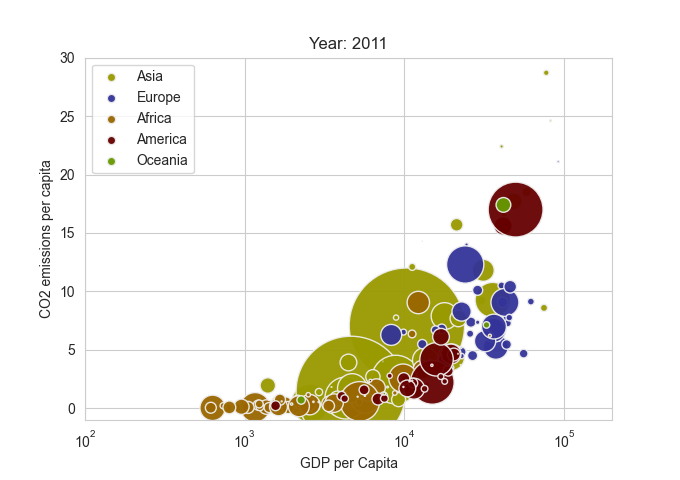 Year: 2011
30
25
20
15
10
5
0
CO2 emissions per capita
Asia
Europe
Africa
America
Oceania
10²
10³
10⁴
10⁵
GDP per Capita